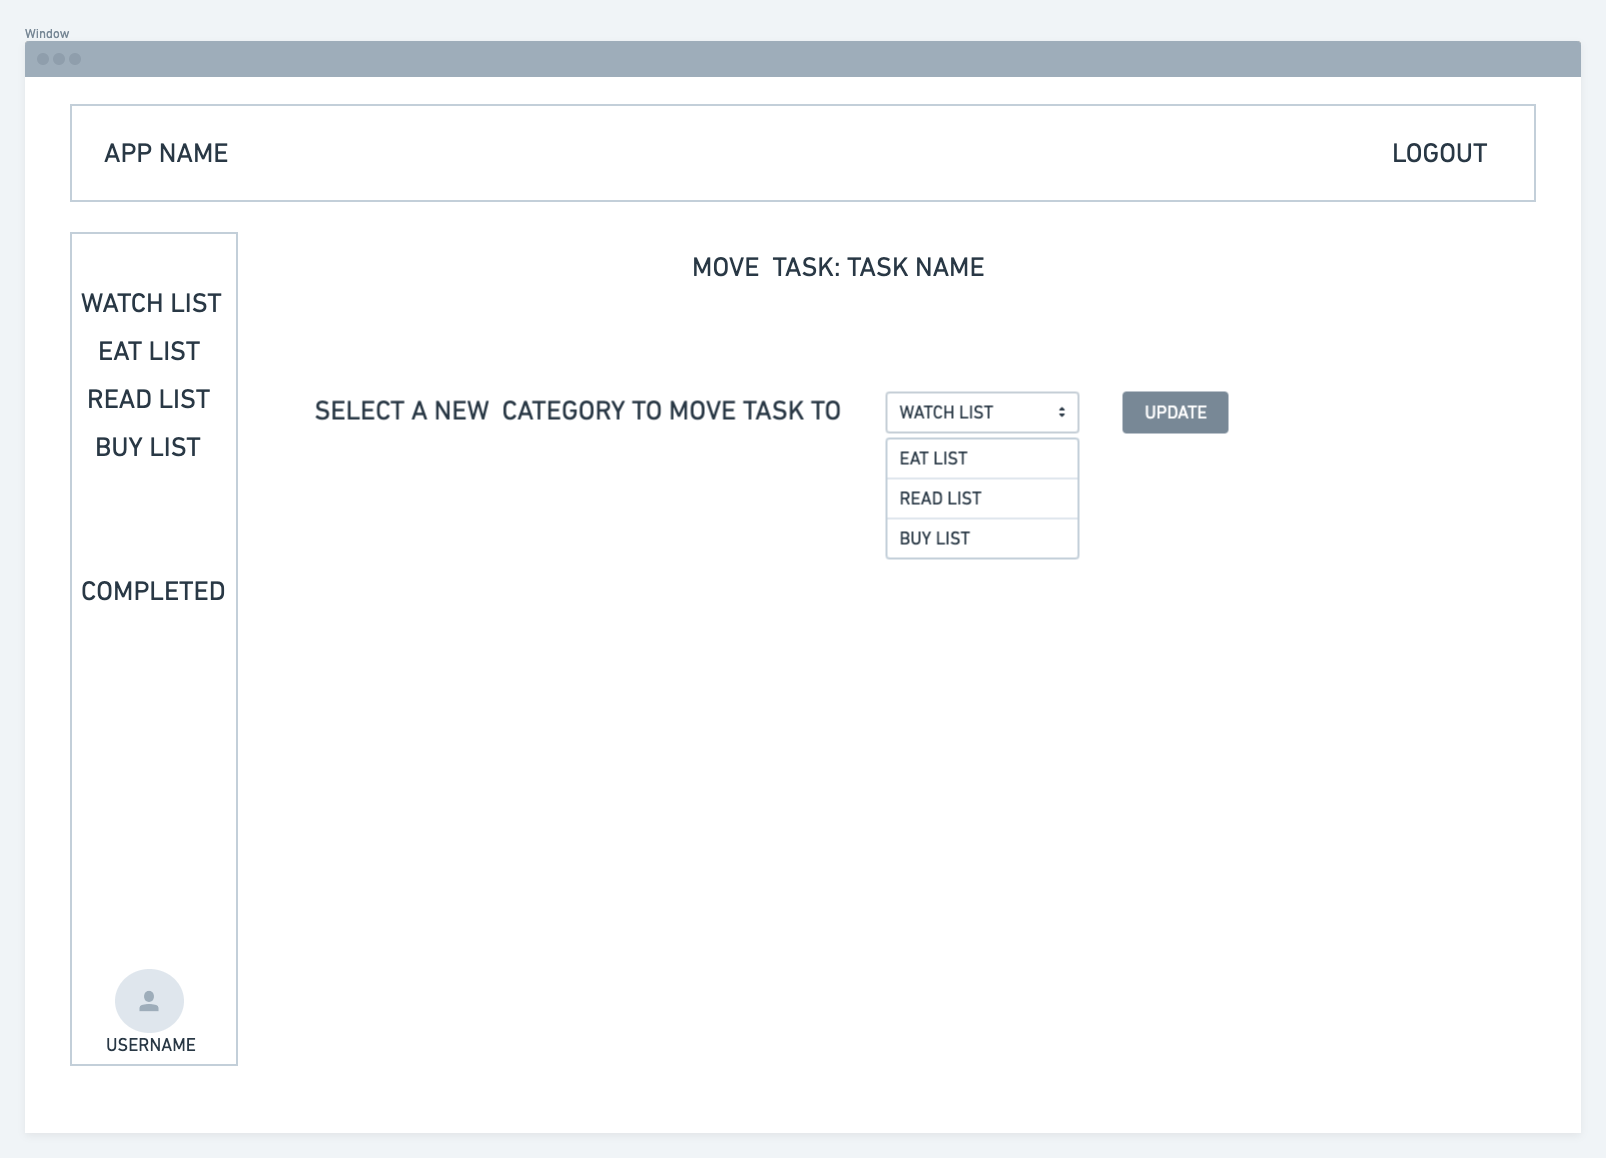 Window
APP NAME
LOGOUT
WATCH LIST
EAT LIST
READ LIST
BUY LIST
COMPLETED
USERNAME
MOVE  TASK: TASK NAME
SELECT A NEW  CATEGORY TO MOVE TASK TO
WATCH LIST
EAT LIST
READ LIST
BUY LIST
UPDATE